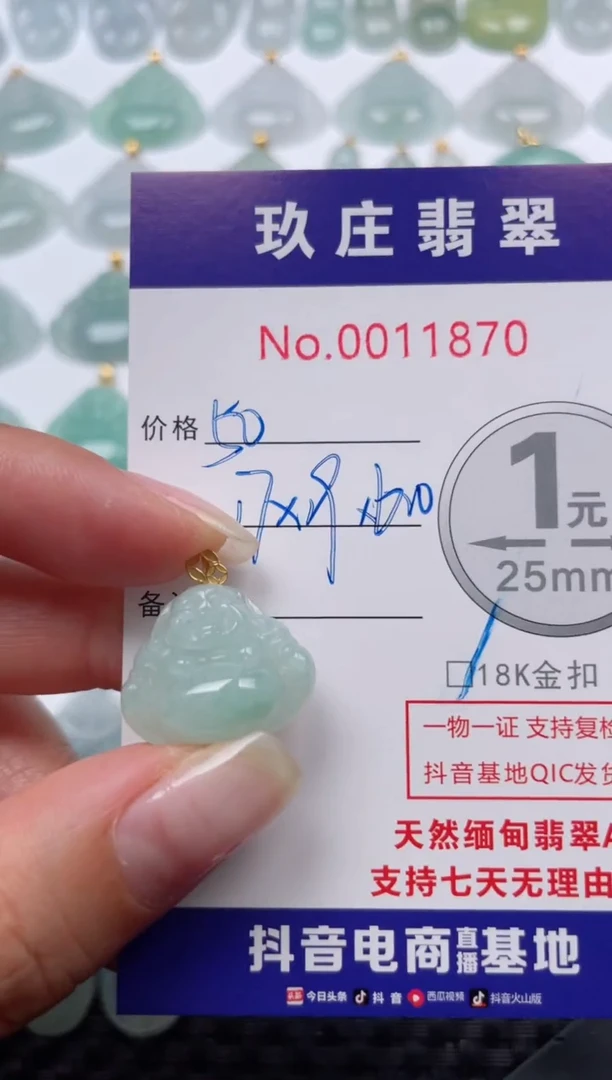 玖庄翡翠
No.0011870
价格 50
备
1元
25mm
□18K金扣
一物一证 支持复检
抖音基地QIC发货
天然缅甸翡翠A
支持七天无理由
抖音电商直播基地
今日头条 抖音 西瓜视频 抖音火山版